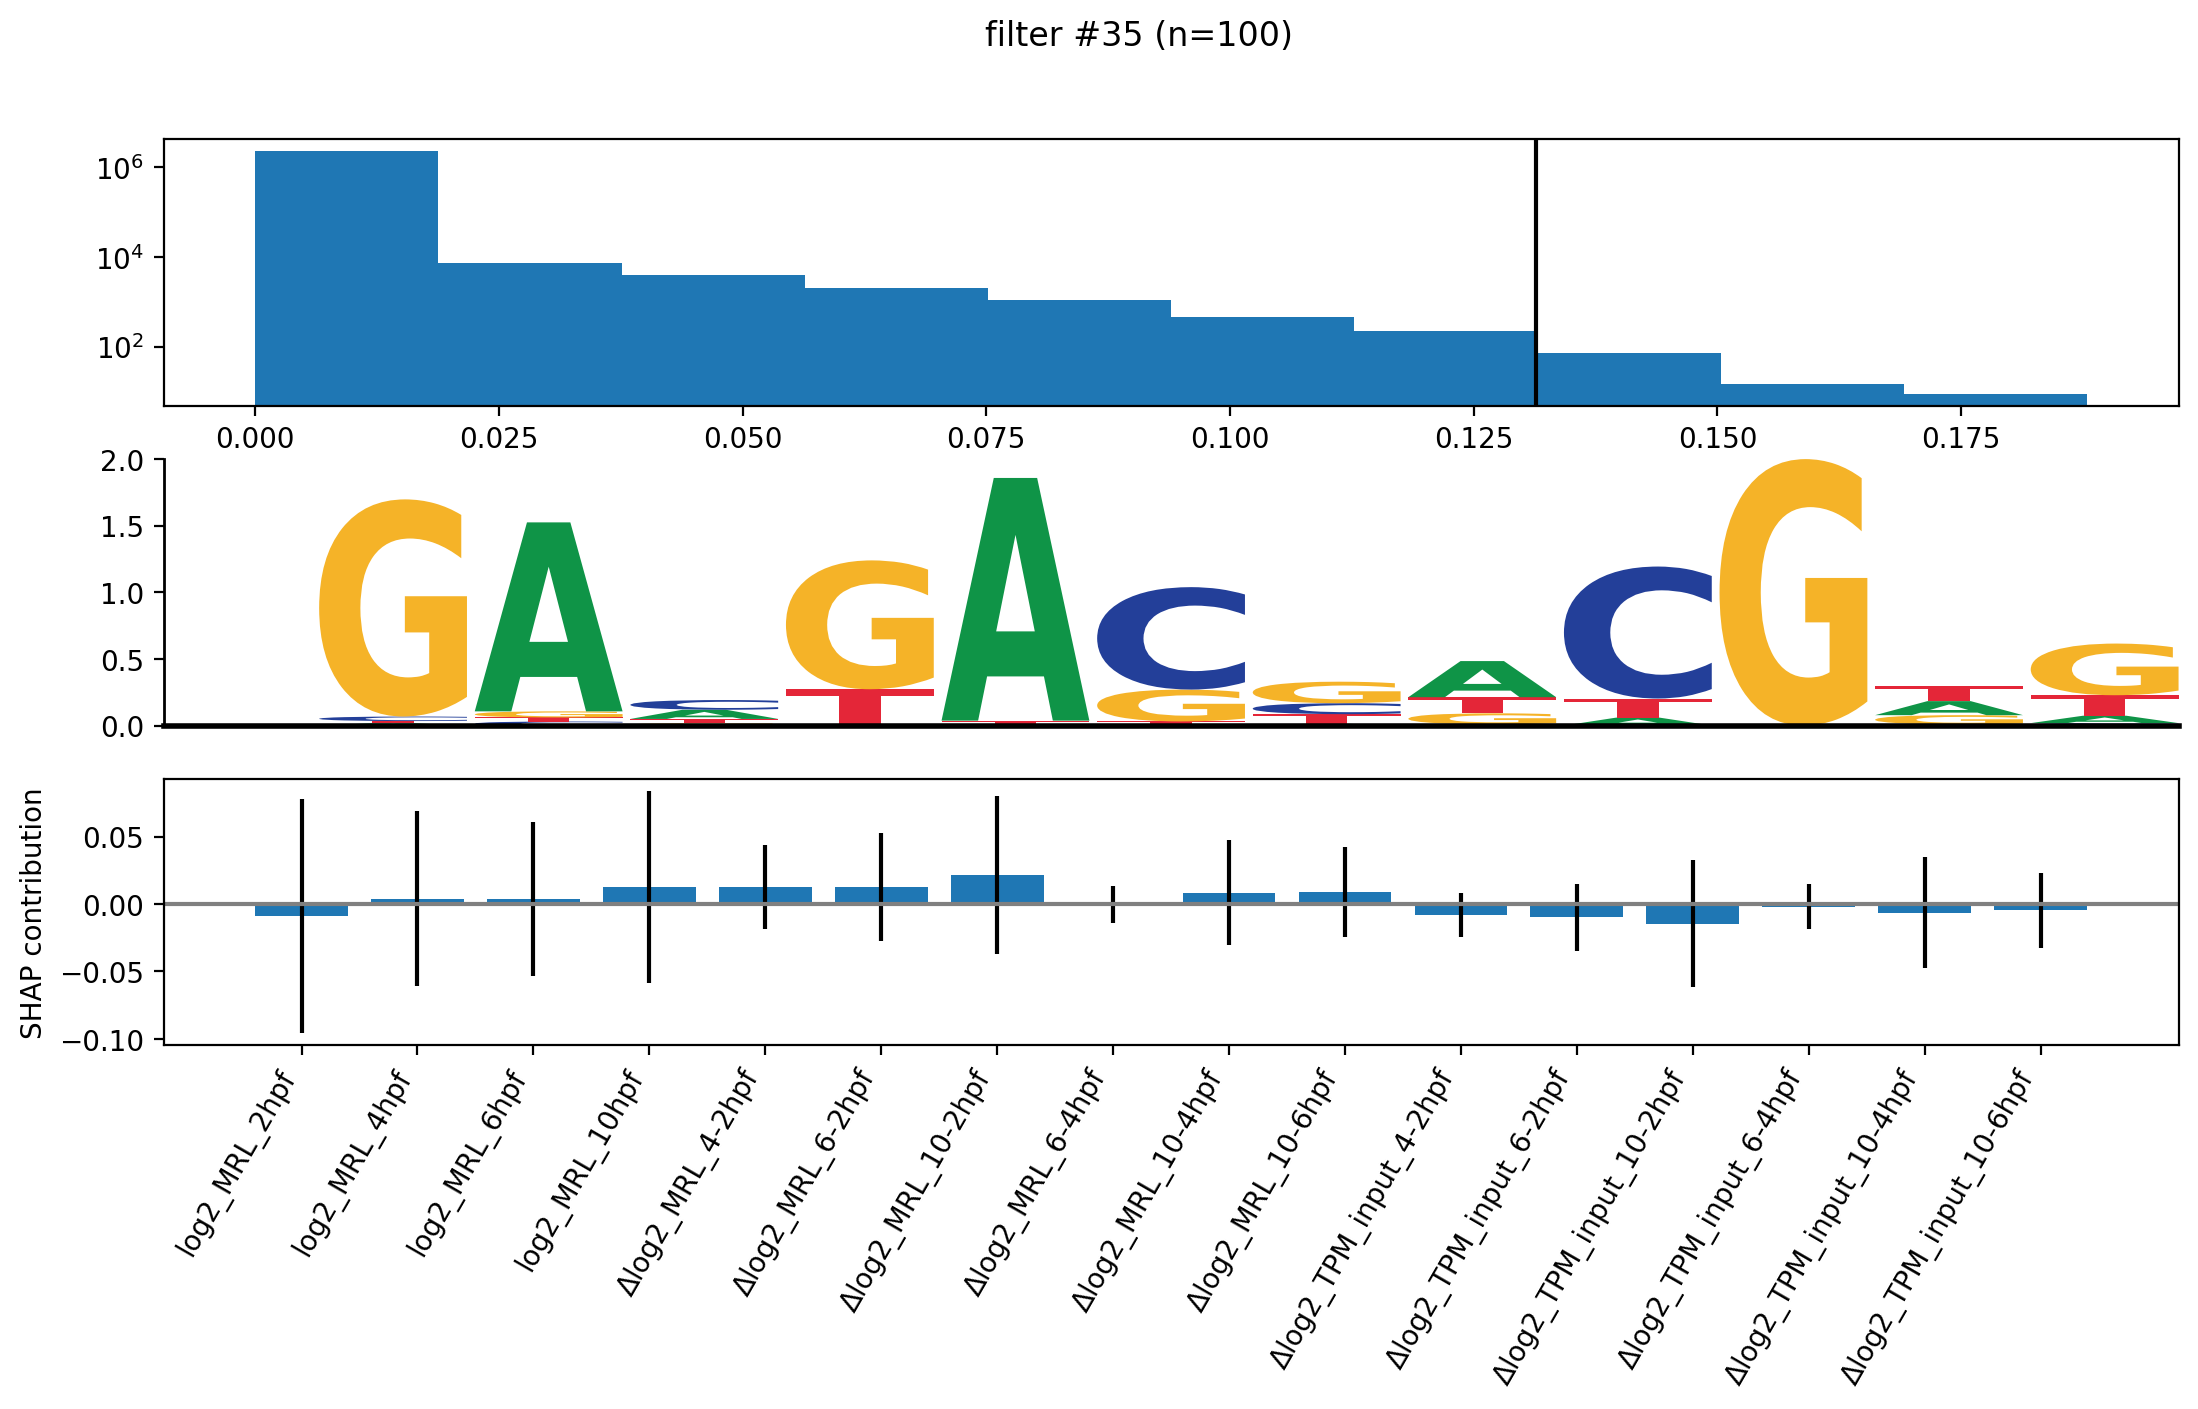 filter #35 (n=100)
10⁶
10⁴
10²
0.000 0.025 0.050 0.075 0.100 0.125 0.150 0.175
2.0
1.5
1.0
0.5
0.0
SHAP contribution
0.05
0.00
−0.05
−0.10
log2_MRL_2hpf
log2_MRL_4hpf
log2_MRL_6hpf
log2_MRL_10hpf
Δlog2_MRL_4-2hpf
Δlog2_MRL_6-2hpf
Δlog2_MRL_10-2hpf
Δlog2_MRL_6-4hpf
Δlog2_MRL_10-4hpf
Δlog2_MRL_10-6hpf
Δlog2_TPM_input_4-2hpf
Δlog2_TPM_input_6-2hpf
Δlog2_TPM_input_10-2hpf
Δlog2_TPM_input_6-4hpf
Δlog2_TPM_input_10-4hpf
Δlog2_TPM_input_10-6hpf